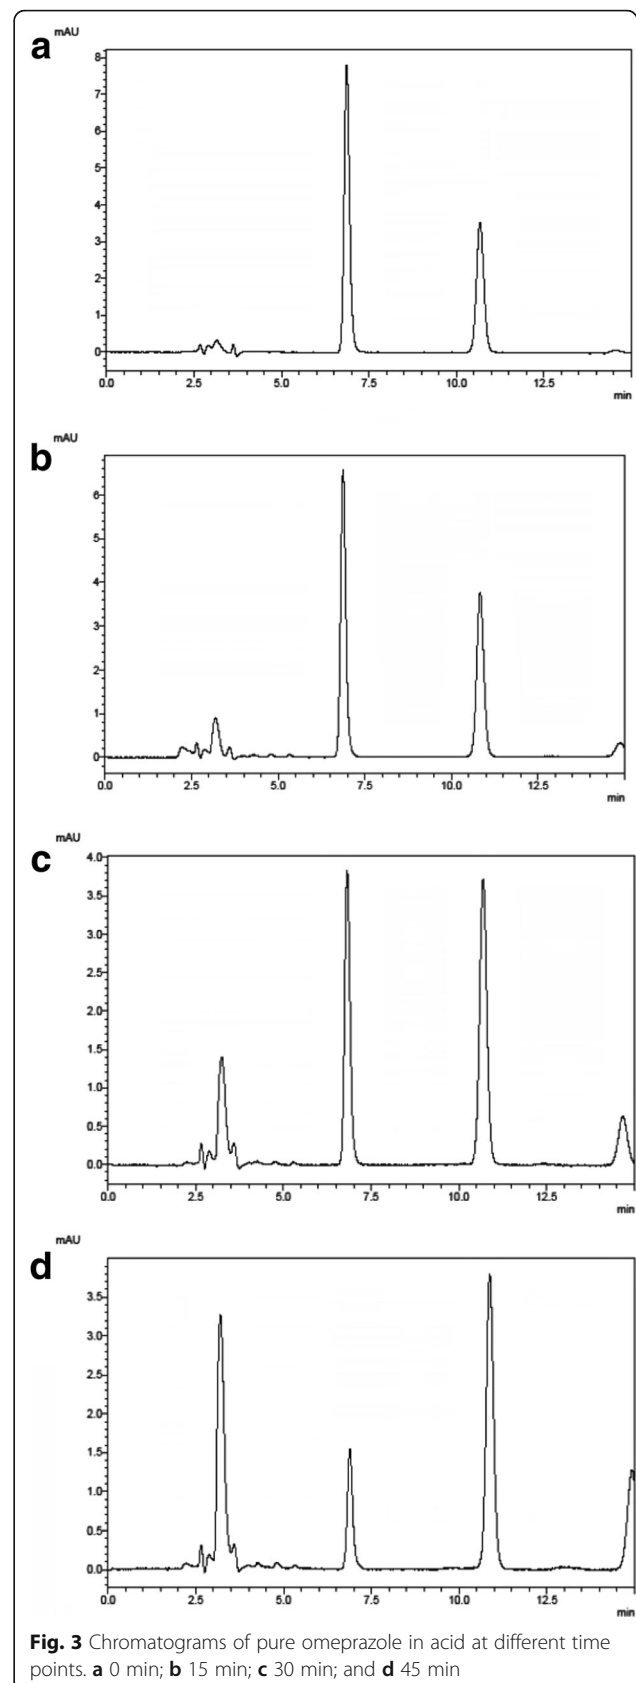 a
mAU
8
7
6
5
4
3
2
1
0
0.0 2.5 5.0 7.5 10.0 12.5
min
b
mAU
6
5
4
3
2
1
0
0.0 2.5 5.0 7.5 10.0 12.5
min
c
mAU
4.0
3.5
3.0
2.5
2.0
1.5
1.0
0.5
0.0
0.0 2.5 5.0 7.5 10.0 12.5
min
d
mAU
3.5
3.0
2.5
2.0
1.5
1.0
0.5
0.0
0.0 2.5 5.0 7.5 10.0 12.5
min
Fig. 3 Chromatograms of pure omeprazole in acid at different time
points. a 0 min; b 15 min; c 30 min; and d 45 min